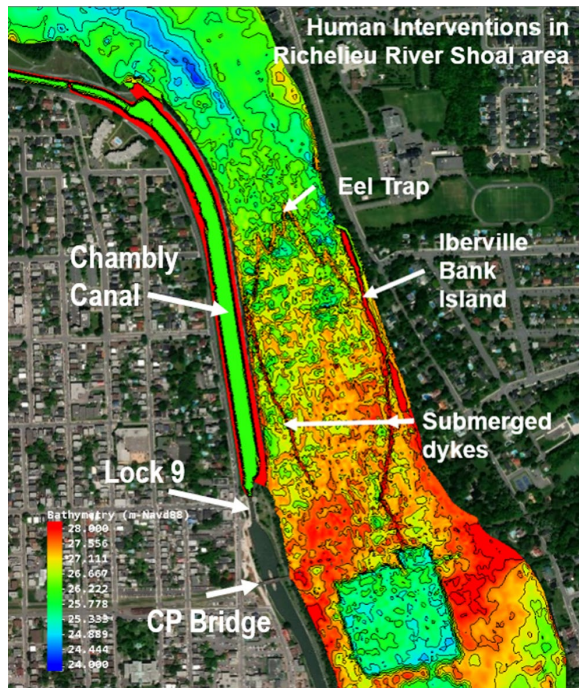 Human Interventions in
Richelieu River Shoal area
Eel Trap
Iberville
Bank
Island
Chambly
Canal
Submerged
dykes
Lock 9
Bathymetry (m-Navd88)
28.000
27.556
27.111
26.667
26.222
25.778
25.333
24.889
24.444
24.000
CP Bridge